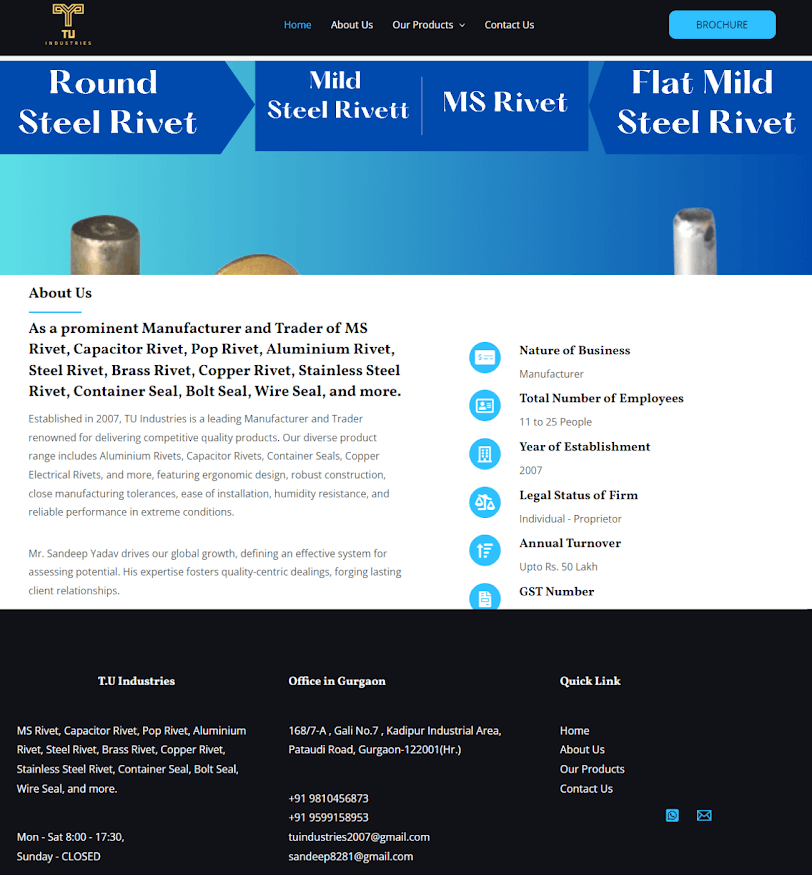 TU
INDUSTRIES
Home
About Us
Our Products
Contact Us
BROCHURE
Round
Steel Rivet
Mild
Steel Rivett
MS Rivet
Flat Mild
Steel Rivet
About Us
As a prominent Manufacturer and Trader of MS
Rivet, Capacitor Rivet, Pop Rivet, Aluminium Rivet,
Steel Rivet, Brass Rivet, Copper Rivet, Stainless Steel
Rivet, Container Seal, Bolt Seal, Wire Seal, and more.
Established in 2007, TU Industries is a leading Manufacturer and Trader
renowned for delivering competitive quality products. Our diverse product
range includes Aluminium Rivets, Capacitor Rivets, Container Seals, Copper
Electrical Rivets, and more, featuring ergonomic design, robust construction,
close manufacturing tolerances, ease of installation, humidity resistance, and
reliable performance in extreme conditions.
Mr. Sandeep Yadav drives our global growth, defining an effective system for
assessing potential. His expertise fosters quality-centric dealings, forging lasting
client relationships.
Nature of Business
Manufacturer
Total Number of Employees
11 to 25 People
Year of Establishment
2007
Legal Status of Firm
Individual - Proprietor
Annual Turnover
Upto Rs. 50 Lakh
GST Number
T.U Industries
MS Rivet, Capacitor Rivet, Pop Rivet, Aluminium
Rivet, Steel Rivet, Brass Rivet, Copper Rivet,
Stainless Steel Rivet, Container Seal, Bolt Seal,
Wire Seal, and more.
Mon - Sat 8:00 - 17:30,
Sunday - CLOSED
Office in Gurgaon
168/7-A , Gali No.7 , Kadipur Industrial Area,
Pataudi Road, Gurgaon-122001(Hr.)
+91 9810456873
+91 9599158953
tuindustries2007@gmail.com
sandeep8281@gmail.com
Quick Link
Home
About Us
Our Products
Contact Us